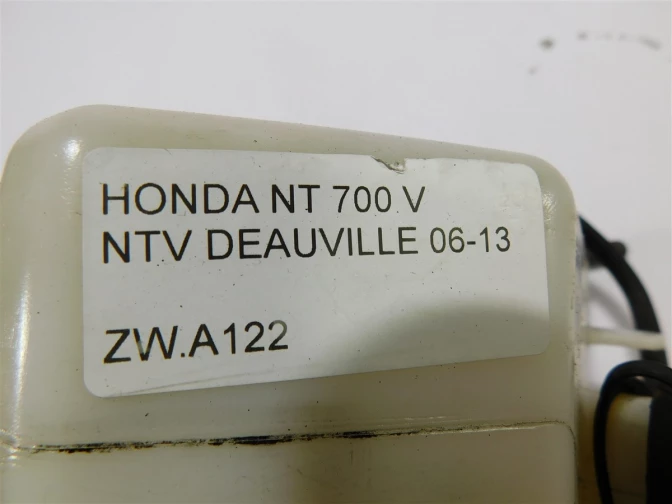 HONDA NT 700 V
NTV DEAUVILLE 06-13
ZW.A122